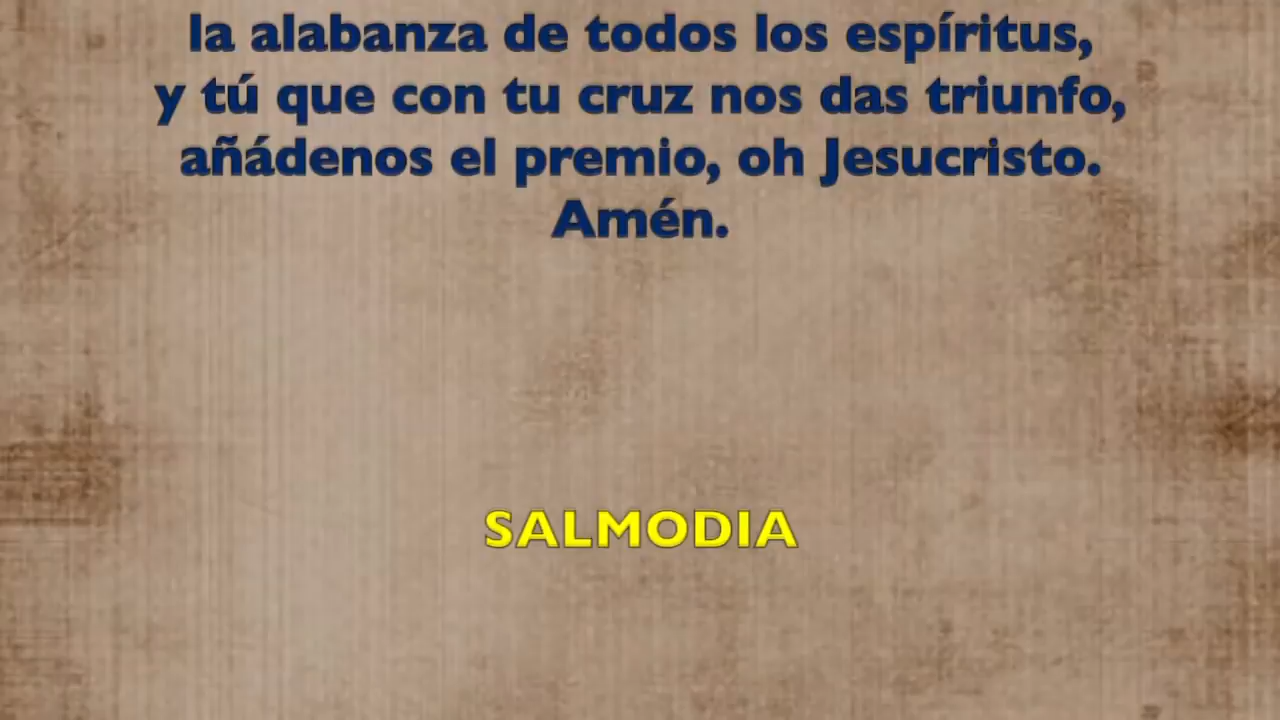 la alabanza de todos los espíritus,
y tú que con tu cruz nos das triunfo,
añádenos el premio, oh Jesucristo.
Amén.
SALMODIA